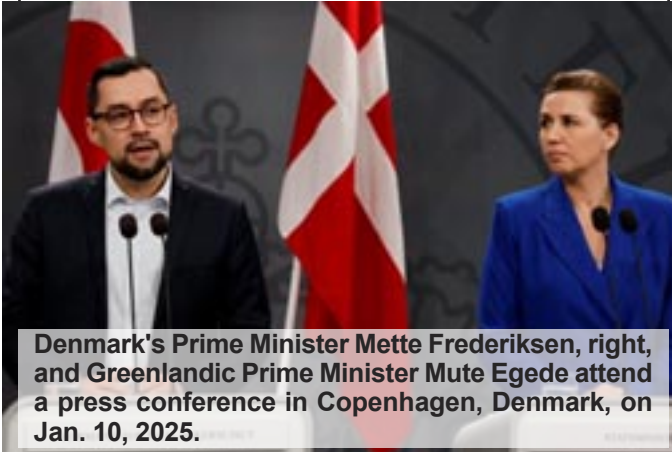 Denmark's Prime Minister Mette Frederiksen, right,
and Greenlandic Prime Minister Mute Egede attend
a press conference in Copenhagen, Denmark, on
Jan. 10, 2025.